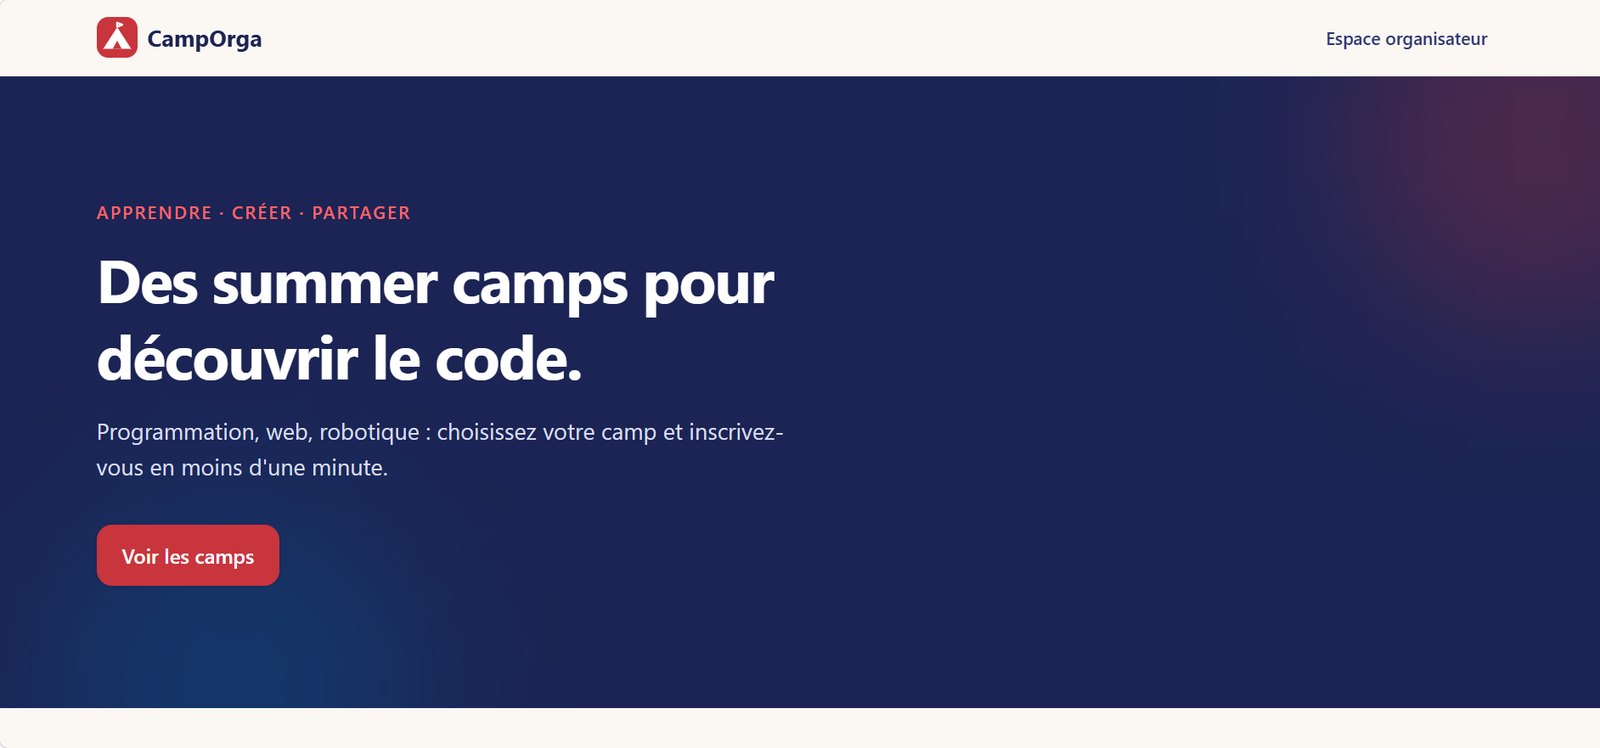 CampOrga
Espace organisateur
APPRENDRE · CRÉER · PARTAGER
Des summer camps pour
découvrir le code.
Programmation, web, robotique : choisissez votre camp et inscrivez-
vous en moins d'une minute.
Voir les camps